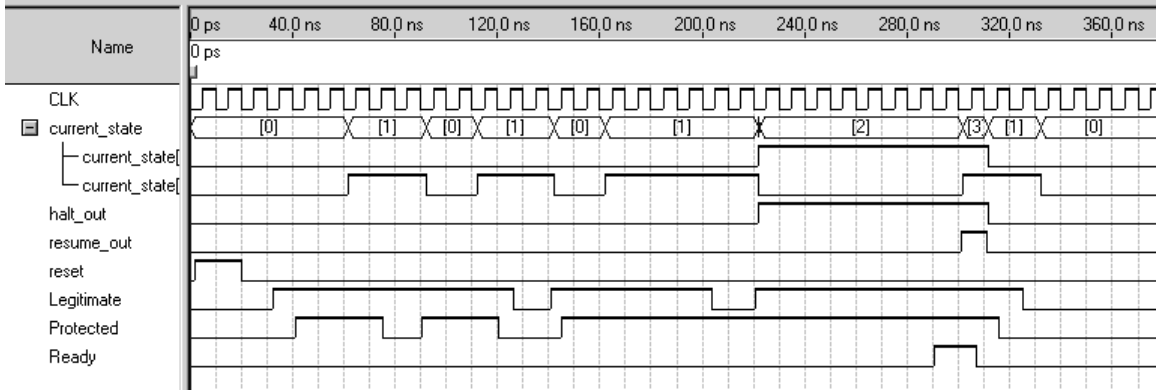 Name
0 ps 40.0 ns 80.0 ns 120.0 ns 160.0 ns 200.0 ns 240.0 ns 280.0 ns 320.0 ns 360.0 ns
0 ps
CLK
current_state [0] [1] [0] [1] [0] [1] [2] [3] [1] [0]
current_state[
current_state[
halt_out
resume_out
reset
Legitimate
Protected
Ready